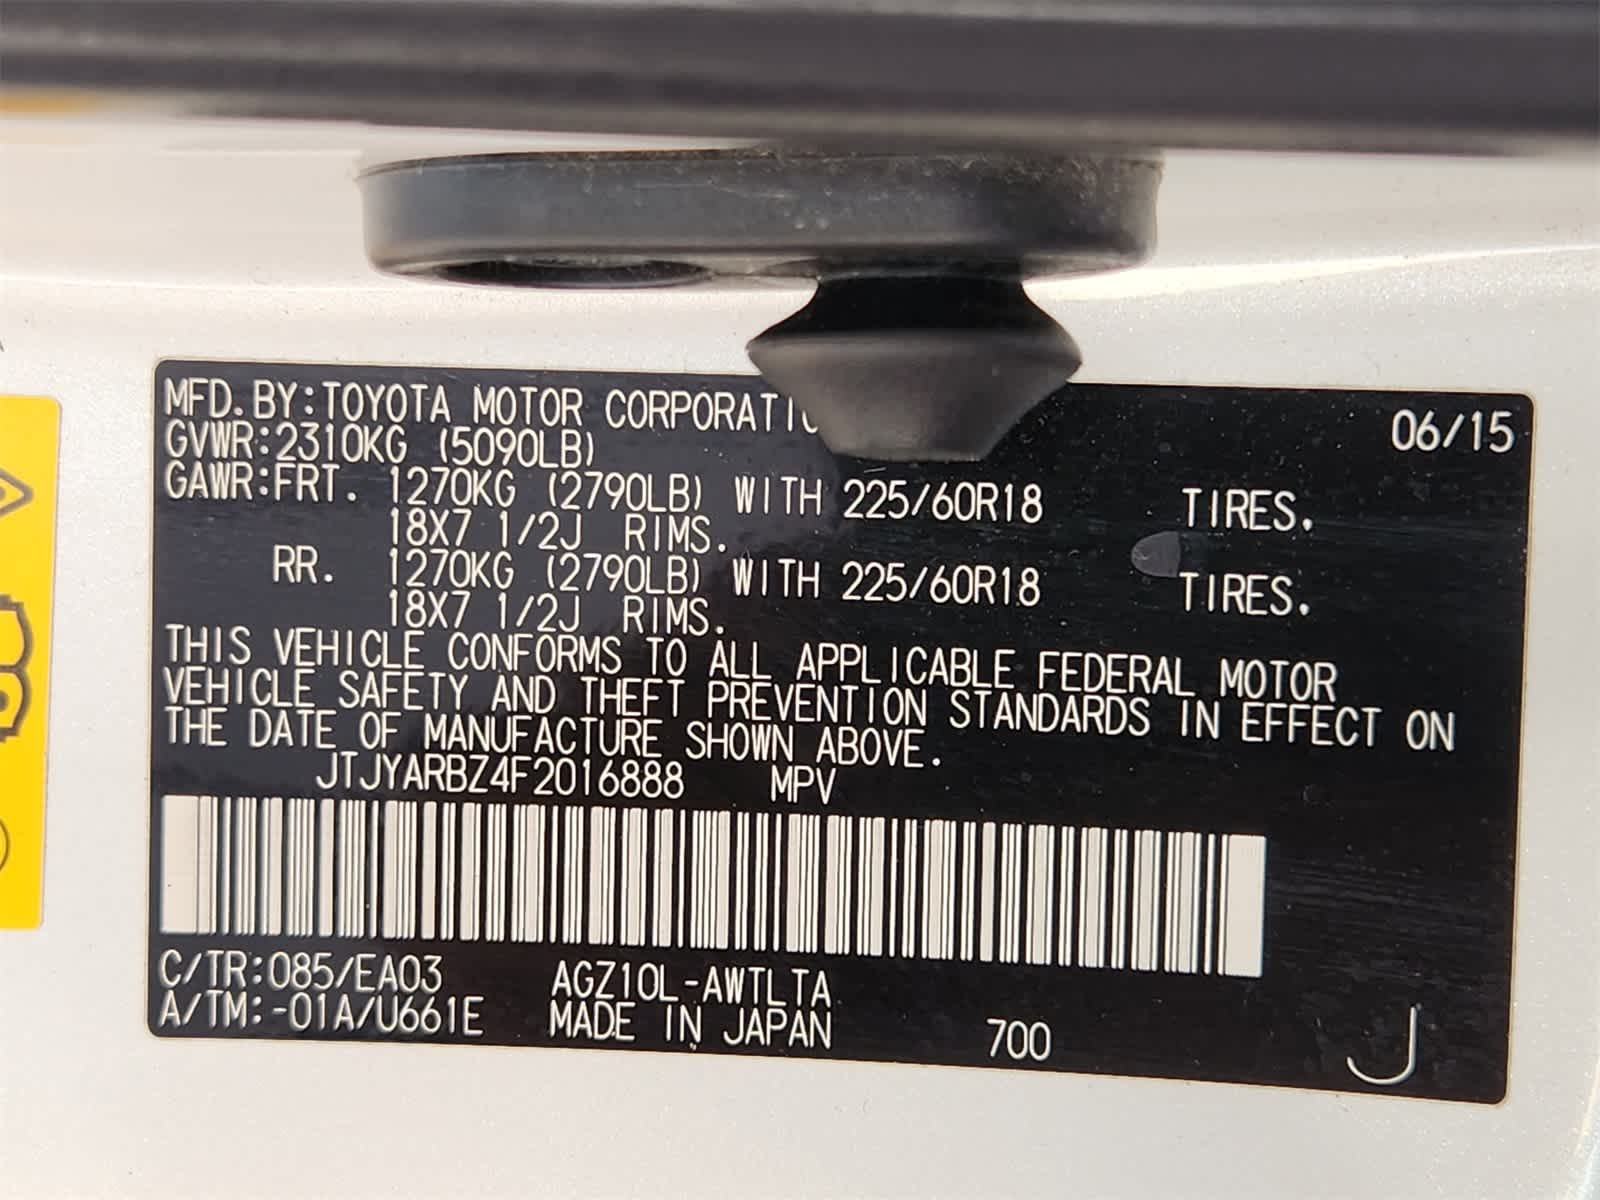 MFD. BY: TOYOTA MOTOR 06/15
GVWR: 2310KG (5090LB)
GAWR: FRT. 1270KG (2790LB) WITH 225/60R18 TIRES.
18X7 1/2J RIMS.
RR. 1270KG (2790LB) WITH 225/60R18 TIRES.
18X7 1/2J RIMS.
THIS VEHICLE CONFORMS TO ALL APPLICABLE FEDERAL MOTOR
VEHICLE SAFETY AND THEFT PREVENTION STANDARDS IN EFFECT ON
THE DATE OF MANUFACTURE SHOWN ABOVE.
JTJYARBZ4F2016888 MPV
C/TR: 085/EA03 AGZ10L-AWTLTA
A/TM: -01A/U661E MADE IN JAPAN 700 J